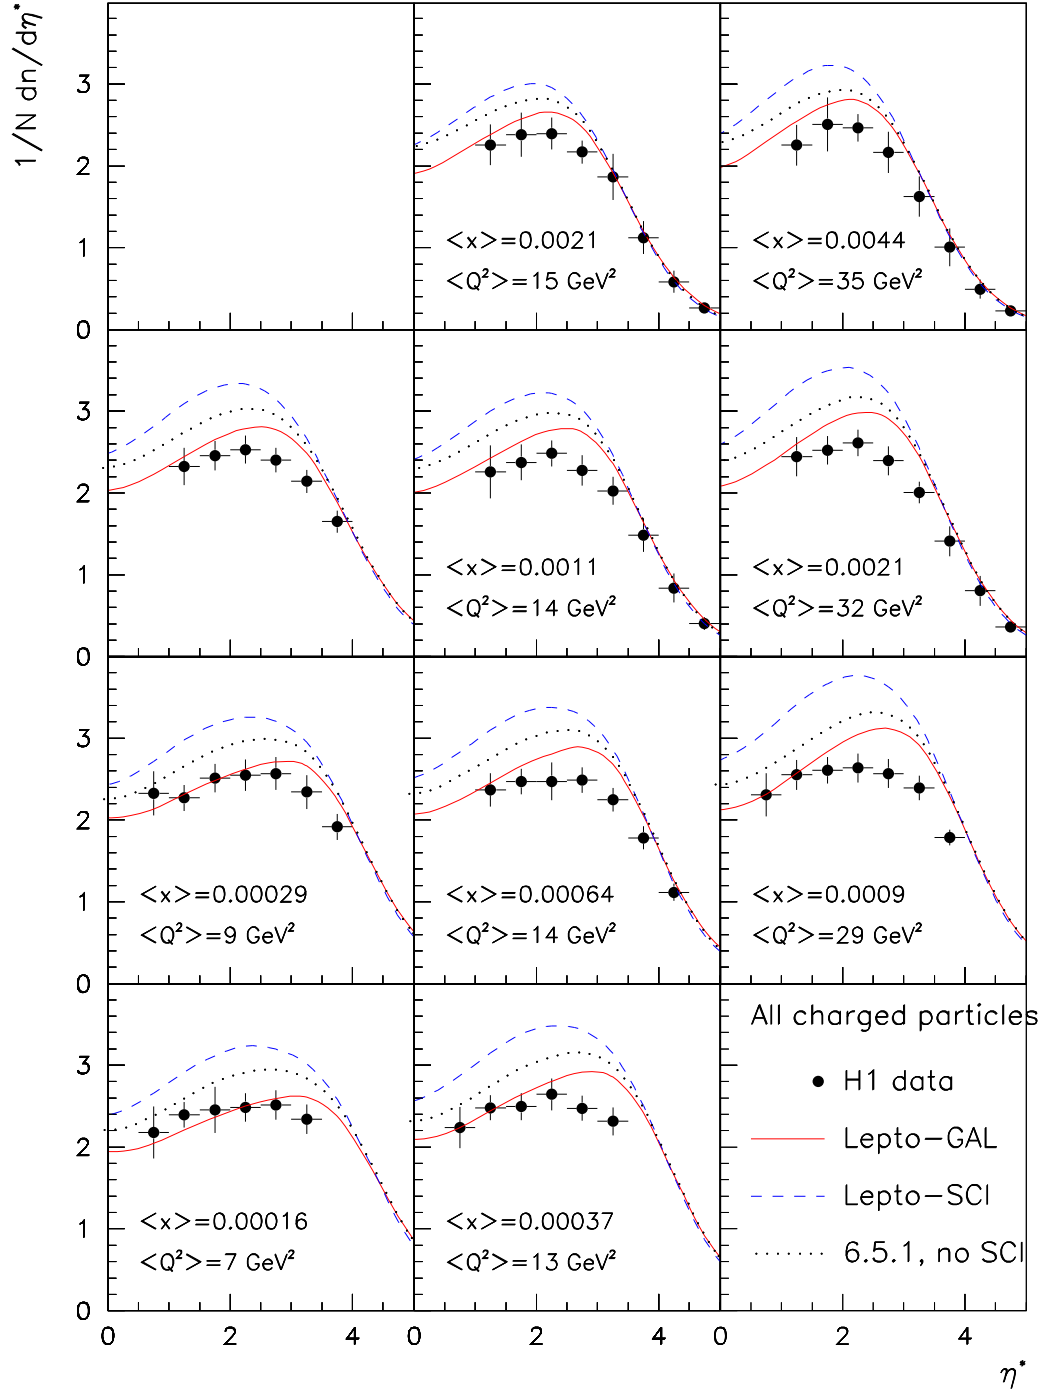 1/N dn/dη*
3
2
1
0
<x>=0.0021
<Q²>=15 GeV²
<x>=0.0044
<Q²>=35 GeV²
3
2
1
0
<x>=0.0011
<Q²>=14 GeV²
<x>=0.0021
<Q²>=32 GeV²
3
2
1
0
<x>=0.00029
<Q²>=9 GeV²
<x>=0.00064
<Q²>=14 GeV²
<x>=0.0009
<Q²>=29 GeV²
3
2
1
0
<x>=0.00016
<Q²>=7 GeV²
<x>=0.00037
<Q²>=13 GeV²
All charged particles
H1 data
Lepto-GAL
Lepto-SCI
6.5.1, no SCI
0 2 4 0 2 4 0 2 4
η*